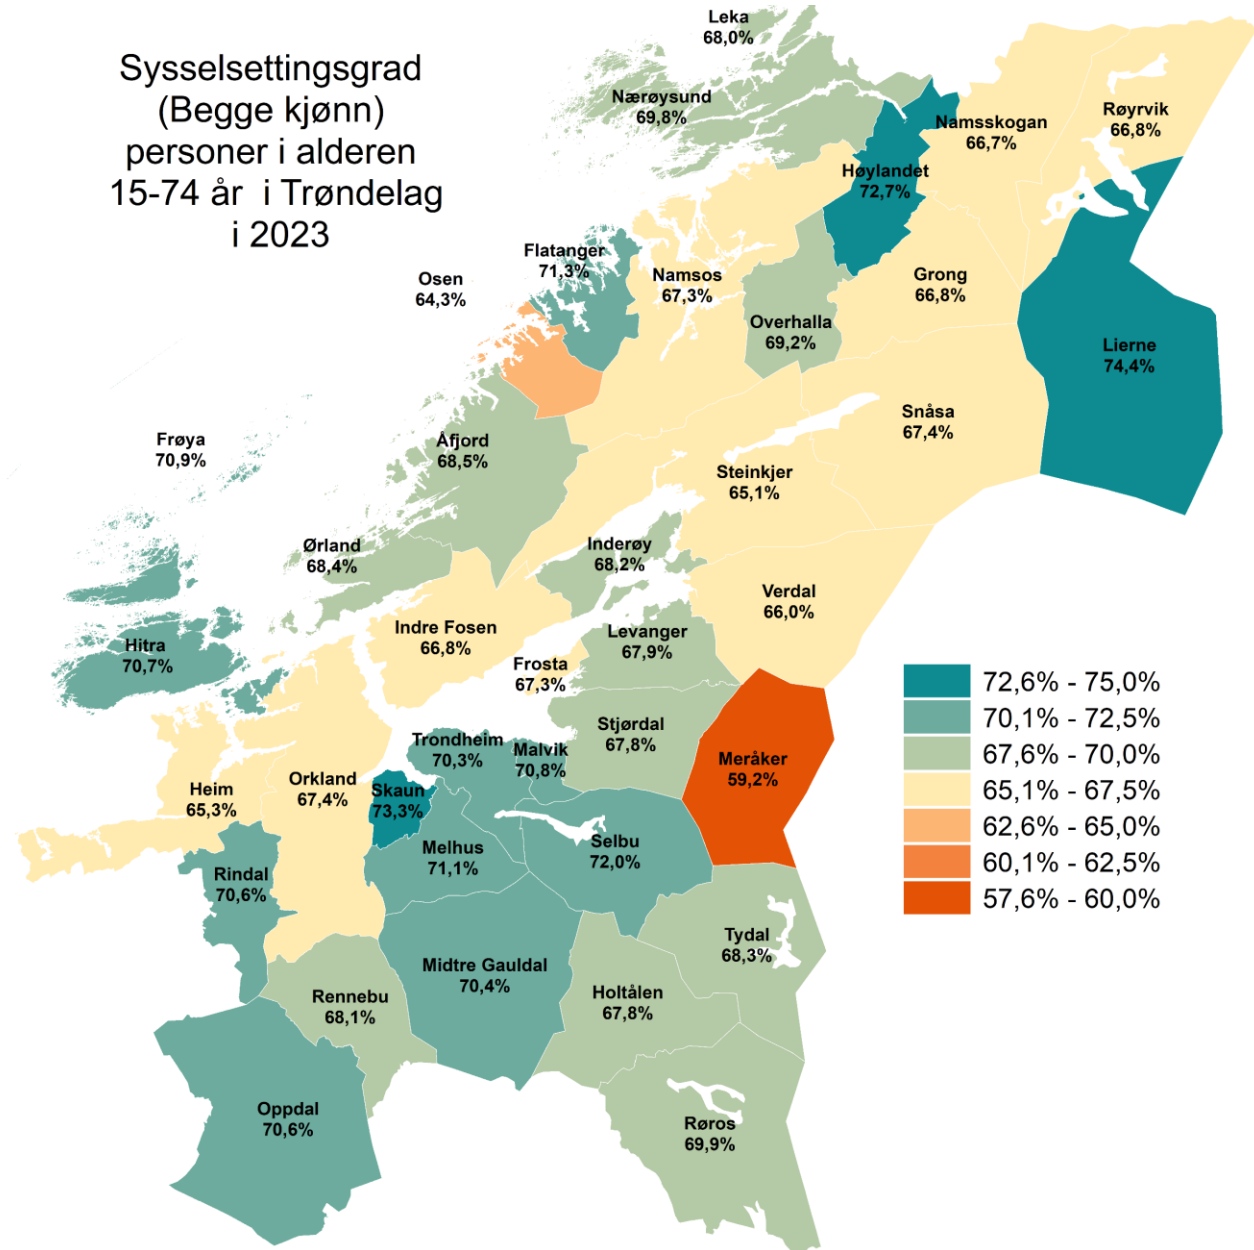 Sysselsettingsgrad
(Begge kjønn)
personer i alderen
15-74 år i Trøndelag
i 2023
Leka
68,0%
Nærøysund
69,8%
Røyrvik
66,8%
Namsskogan
66,7%
Høylandet
72,7%
Flatanger
71,3%
Osen
64,3%
Namsos
67,3%
Grong
66,8%
Overhalla
69,2%
Lierne
74,4%
Snåsa
67,4%
Frøya
70,9%
Åfjord
68,5%
Steinkjer
65,1%
Ørland
68,4%
Inderøy
68,2%
Verdal
66,0%
Indre Fosen
66,8%
Levanger
67,9%
Hitra
70,7%
Frosta
67,3%
Stjørdal
67,8%
Trondheim
70,3%
Malvik
70,8%
Meråker
59,2%
Heim
65,3%
Orkland
67,4%
Skaun
73,3%
Melhus
71,1%
Selbu
72,0%
Rindal
70,6%
Tydal
68,3%
Midtre Gauldal
70,4%
Holtålen
67,8%
Rennebu
68,1%
Oppdal
70,6%
Røros
69,9%
72,6% - 75,0%
70,1% - 72,5%
67,6% - 70,0%
65,1% - 67,5%
62,6% - 65,0%
60,1% - 62,5%
57,6% - 60,0%